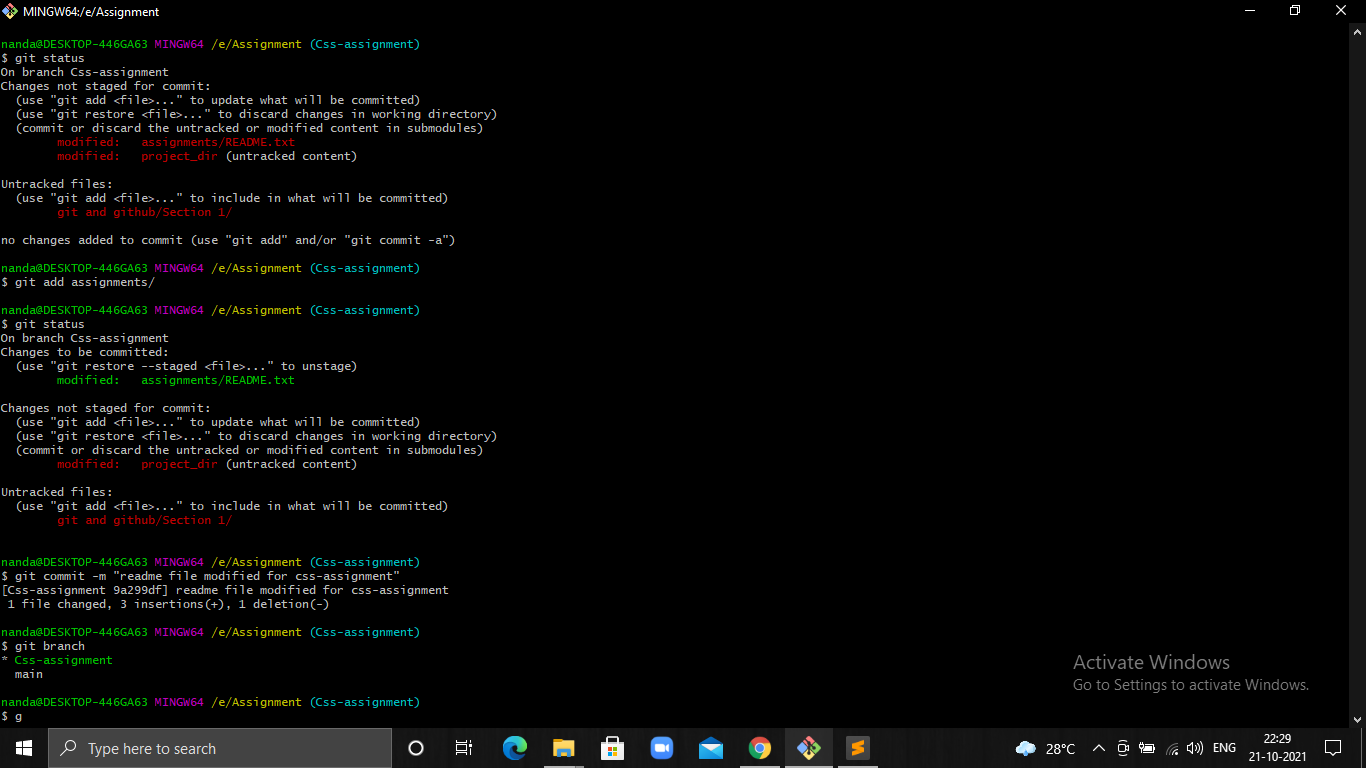 MINGW64:/e/Assignment
nanda@DESKTOP-446GA63 MINGW64 /e/Assignment (Css-assignment)
$ git status
On branch Css-assignment
Changes not staged for commit:
  (use "git add <file>..." to update what will be committed)
  (use "git restore <file>..." to discard changes in working directory)
  (commit or discard the untracked or modified content in submodules)
        modified:   assignments/README.txt
        modified:   project_dir (untracked content)
Untracked files:
  (use "git add <file>..." to include in what will be committed)
        git and github/Section 1/
no changes added to commit (use "git add" and/or "git commit -a")
nanda@DESKTOP-446GA63 MINGW64 /e/Assignment (Css-assignment)
$ git add assignments/
nanda@DESKTOP-446GA63 MINGW64 /e/Assignment (Css-assignment)
$ git status
On branch Css-assignment
Changes to be committed:
  (use "git restore --staged <file>..." to unstage)
        modified:   assignments/README.txt
Changes not staged for commit:
  (use "git add <file>..." to update what will be committed)
  (use "git restore <file>..." to discard changes in working directory)
  (commit or discard the untracked or modified content in submodules)
        modified:   project_dir (untracked content)
Untracked files:
  (use "git add <file>..." to include in what will be committed)
        git and github/Section 1/
nanda@DESKTOP-446GA63 MINGW64 /e/Assignment (Css-assignment)
$ git commit -m "readme file modified for css-assignment"
[Css-assignment 9a299df] readme file modified for css-assignment
 1 file changed, 3 insertions(+), 1 deletion(-)
nanda@DESKTOP-446GA63 MINGW64 /e/Assignment (Css-assignment)
$ git branch
* Css-assignment
  main
nanda@DESKTOP-446GA63 MINGW64 /e/Assignment (Css-assignment)
$ g
Activate Windows
Go to Settings to activate Windows.
Type here to search
28°C
ENG
22:29
21-10-2021